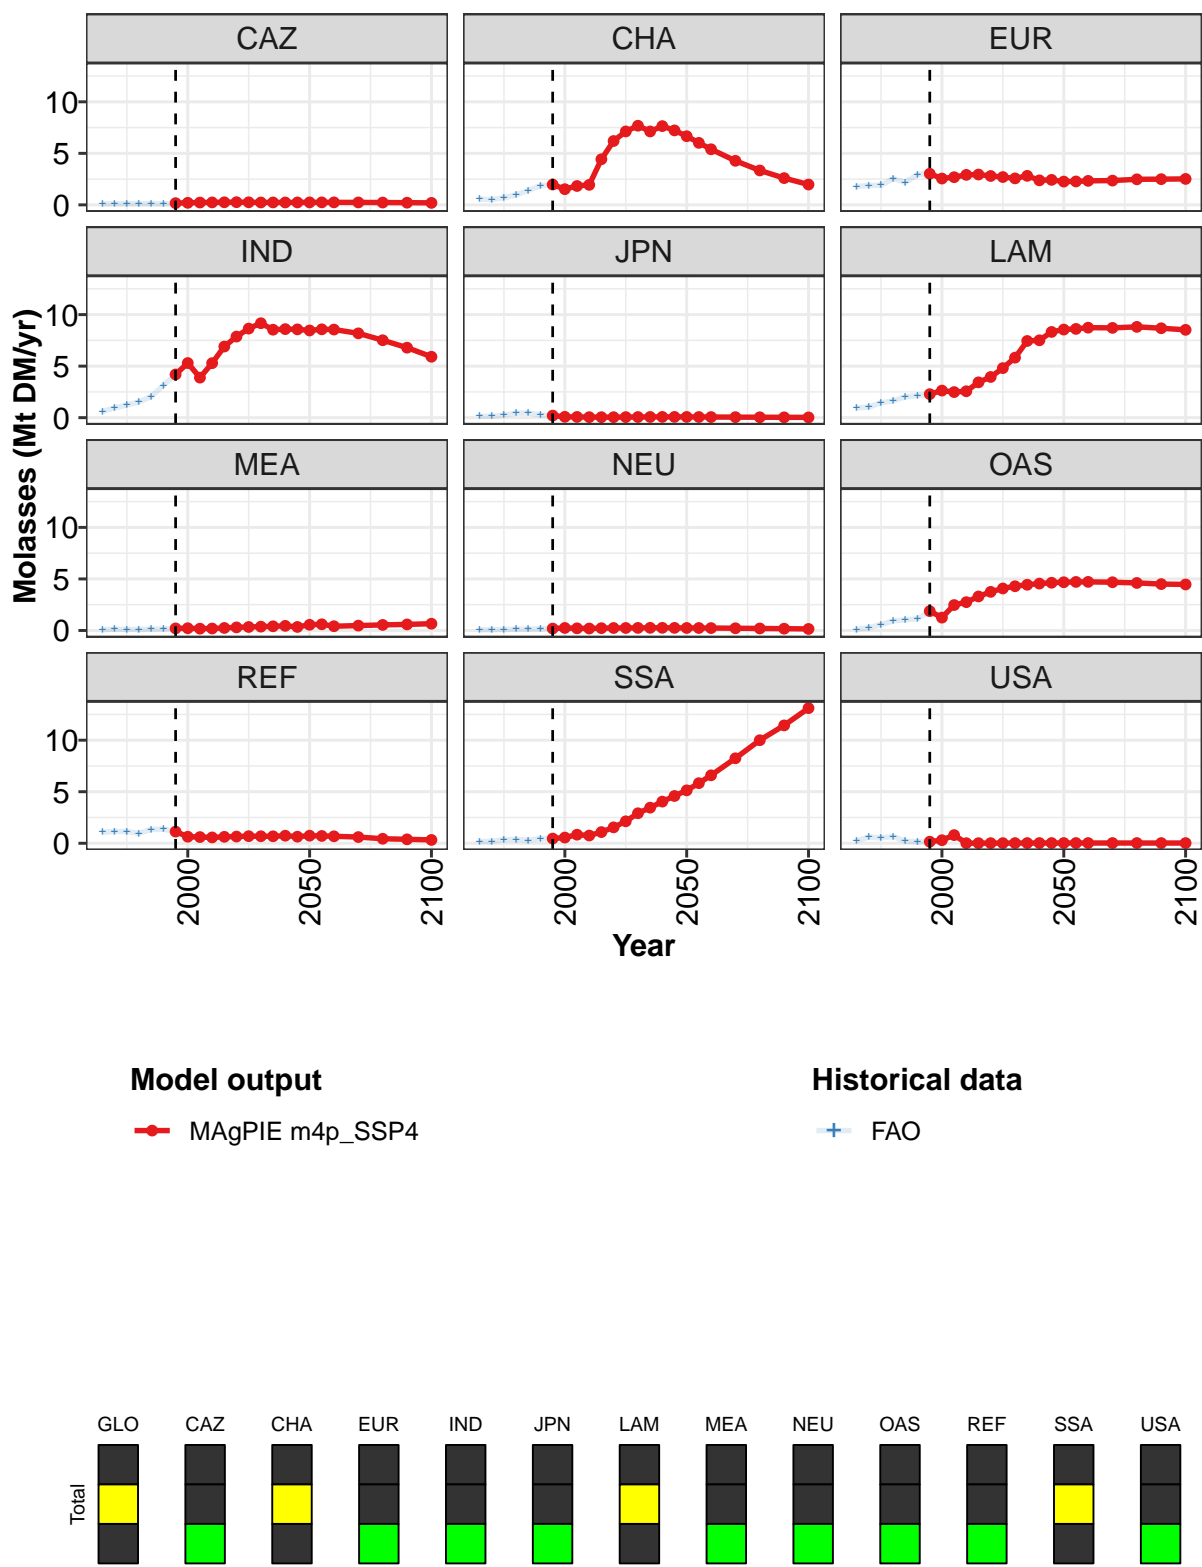 CAZ CHA EUR
10
5
0
IND JPN LAM
10
5
0
MEA NEU OAS
10
5
0
REF SSA USA
10
5
0
Molasses (Mt DM/yr)
2000 2050 2100 2000 2050 2100 2000 2050 2100
Year
Model output Historical data
MAgPIE m4p_SSP4 FAO
GLO CAZ CHA EUR IND JPN LAM MEA NEU OAS REF SSA USA
Total